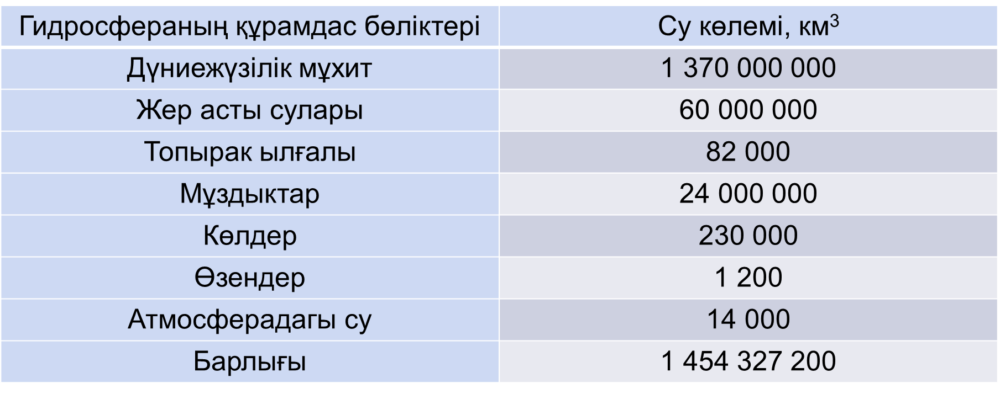 Гидросфераның құрамдас бөліктері Су көлемі, км³
Дүниежүзілік мұхит 1 370 000 000
Жер асты сулары 60 000 000
Топырак ылғалы 82 000
Мұздыктар 24 000 000
Көлдер 230 000
Өзендер 1 200
Атмосферадагы су 14 000
Барлығы 1 454 327 200